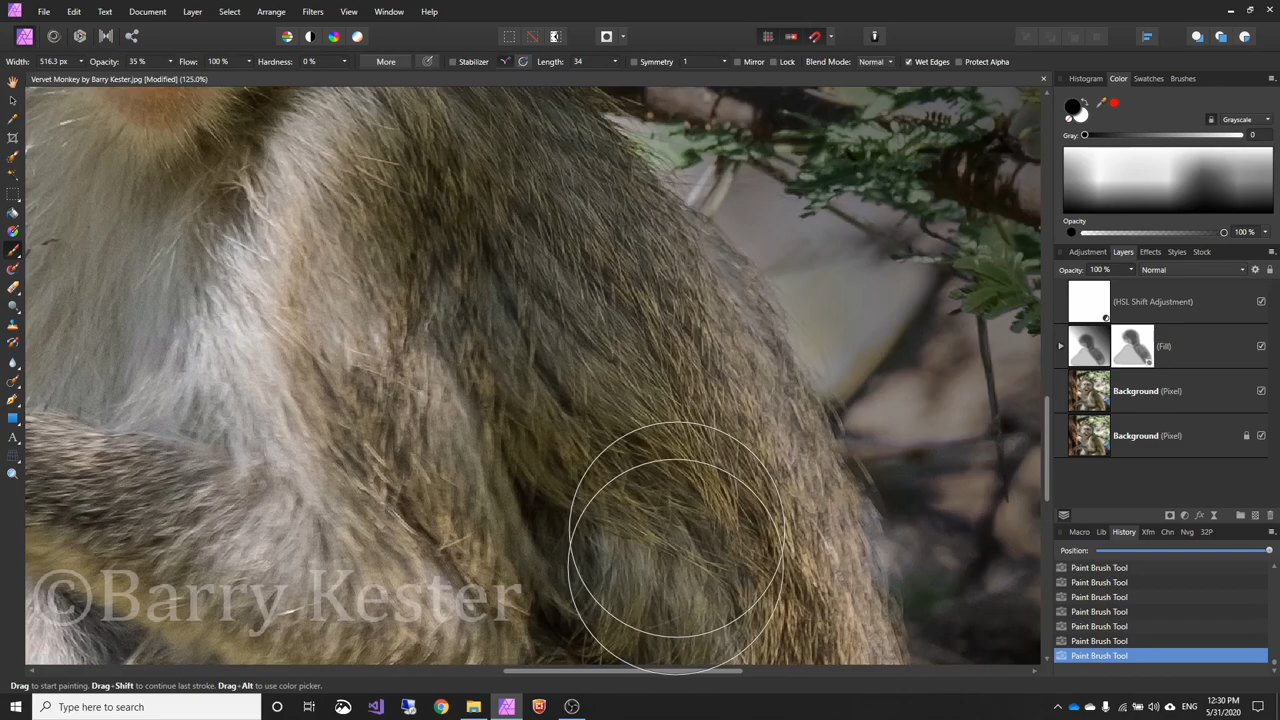 File Edit Text Document Layer Select Arrange Filters View Window Help
Width: 516.3 px Opacity: 35 % Flow: 100 % Hardness: 0 % More Stabilizer Length: 34 Symmetry 1 Mirror Lock Blend Mode: Normal Wet Edges Protect Alpha
Vervet Monkey by Barry Kester.jpg [Modified] (125.0%)
Histogram Color Swatches Brushes
Grayscale
Gray: 0
Opacity
100 %
Adjustment Layers Effects Styles Stock
Opacity: 100 % Normal
(HSL Shift Adjustment)
(Fill)
Background (Pixel)
Background (Pixel)
Macro Lib History Xfm Chn Nvg 32P
Position:
Paint Brush Tool
Paint Brush Tool
Paint Brush Tool
Paint Brush Tool
Paint Brush Tool
Paint Brush Tool
Paint Brush Tool
©Barry Kester
Drag to start painting. Drag+Shift to continue last stroke. Drag+Alt to use color picker.
Type here to search
ENG
12:30 PM
5/31/2020